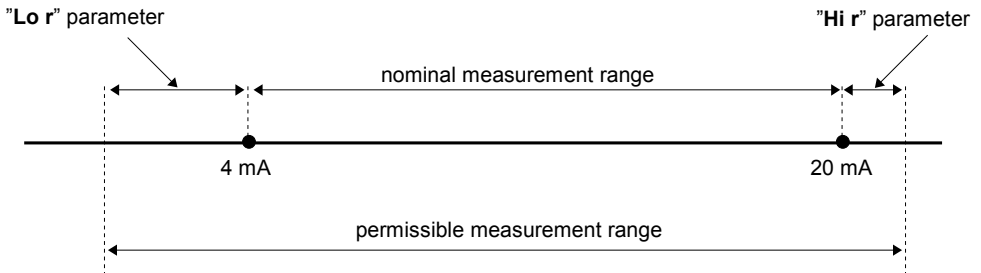 ”Lo r” parameter
”Hi r” parameter
nominal measurement range
4 mA
20 mA
permissible measurement range